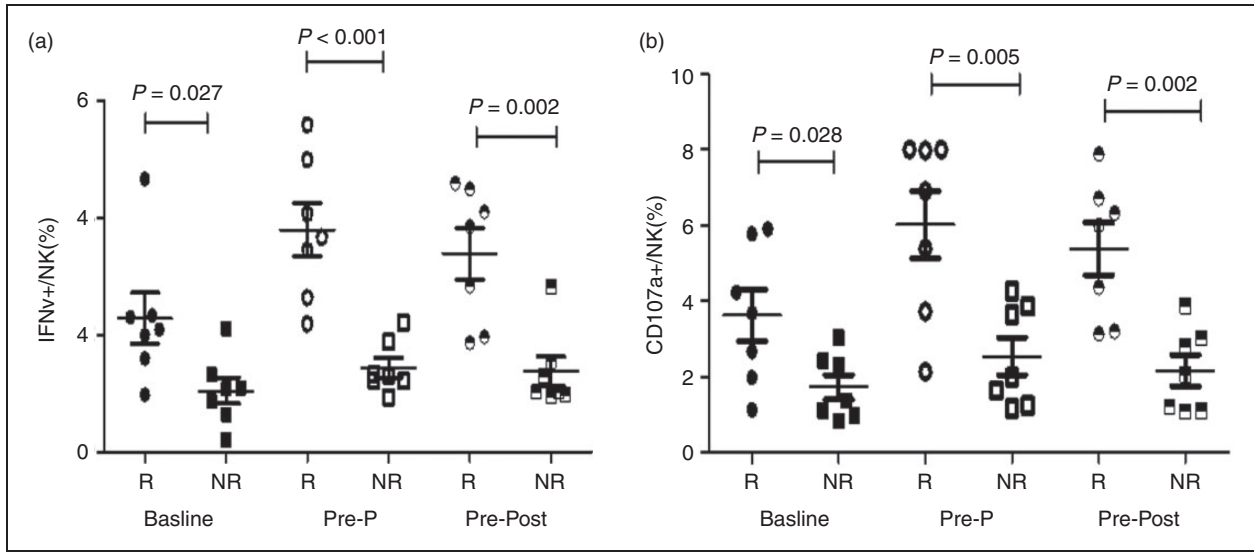 (a)
P < 0.001
P = 0.027
P = 0.002
IFNv+/NK(%)
6
4
4
0
R NR R NR R NR
Basline Pre-P Pre-Post
(b)
P = 0.005
P = 0.002
P = 0.028
CD107a+/NK(%)
10
8
6
4
2
0
R NR R NR R NR
Basline Pre-P Pre-Post